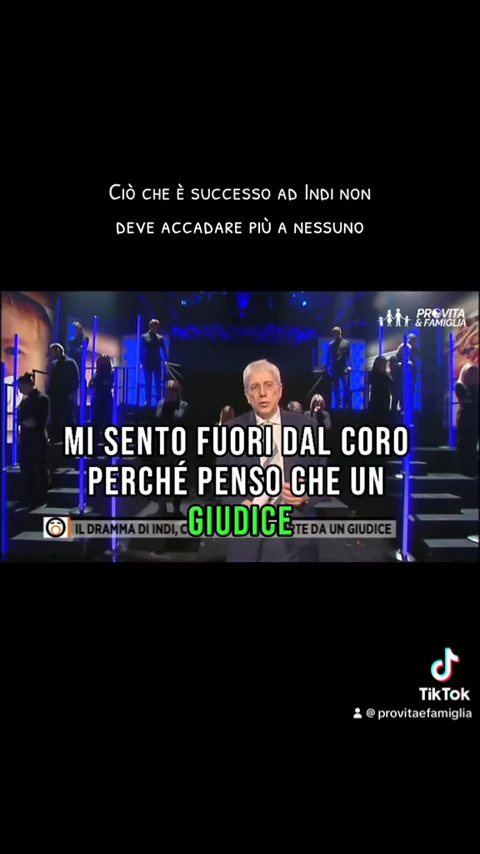 Ciò che è successo ad Indi non
deve accadare più a nessuno
PROVITA
& FAMIGLIA
MI SENTO FUORI DAL CORO
PERCHÉ PENSO CHE UN
GIUDICE
IL DRAMMA DI INDI, C RTE DA UN GIUDICE
TikTok
@provitaefamiglia